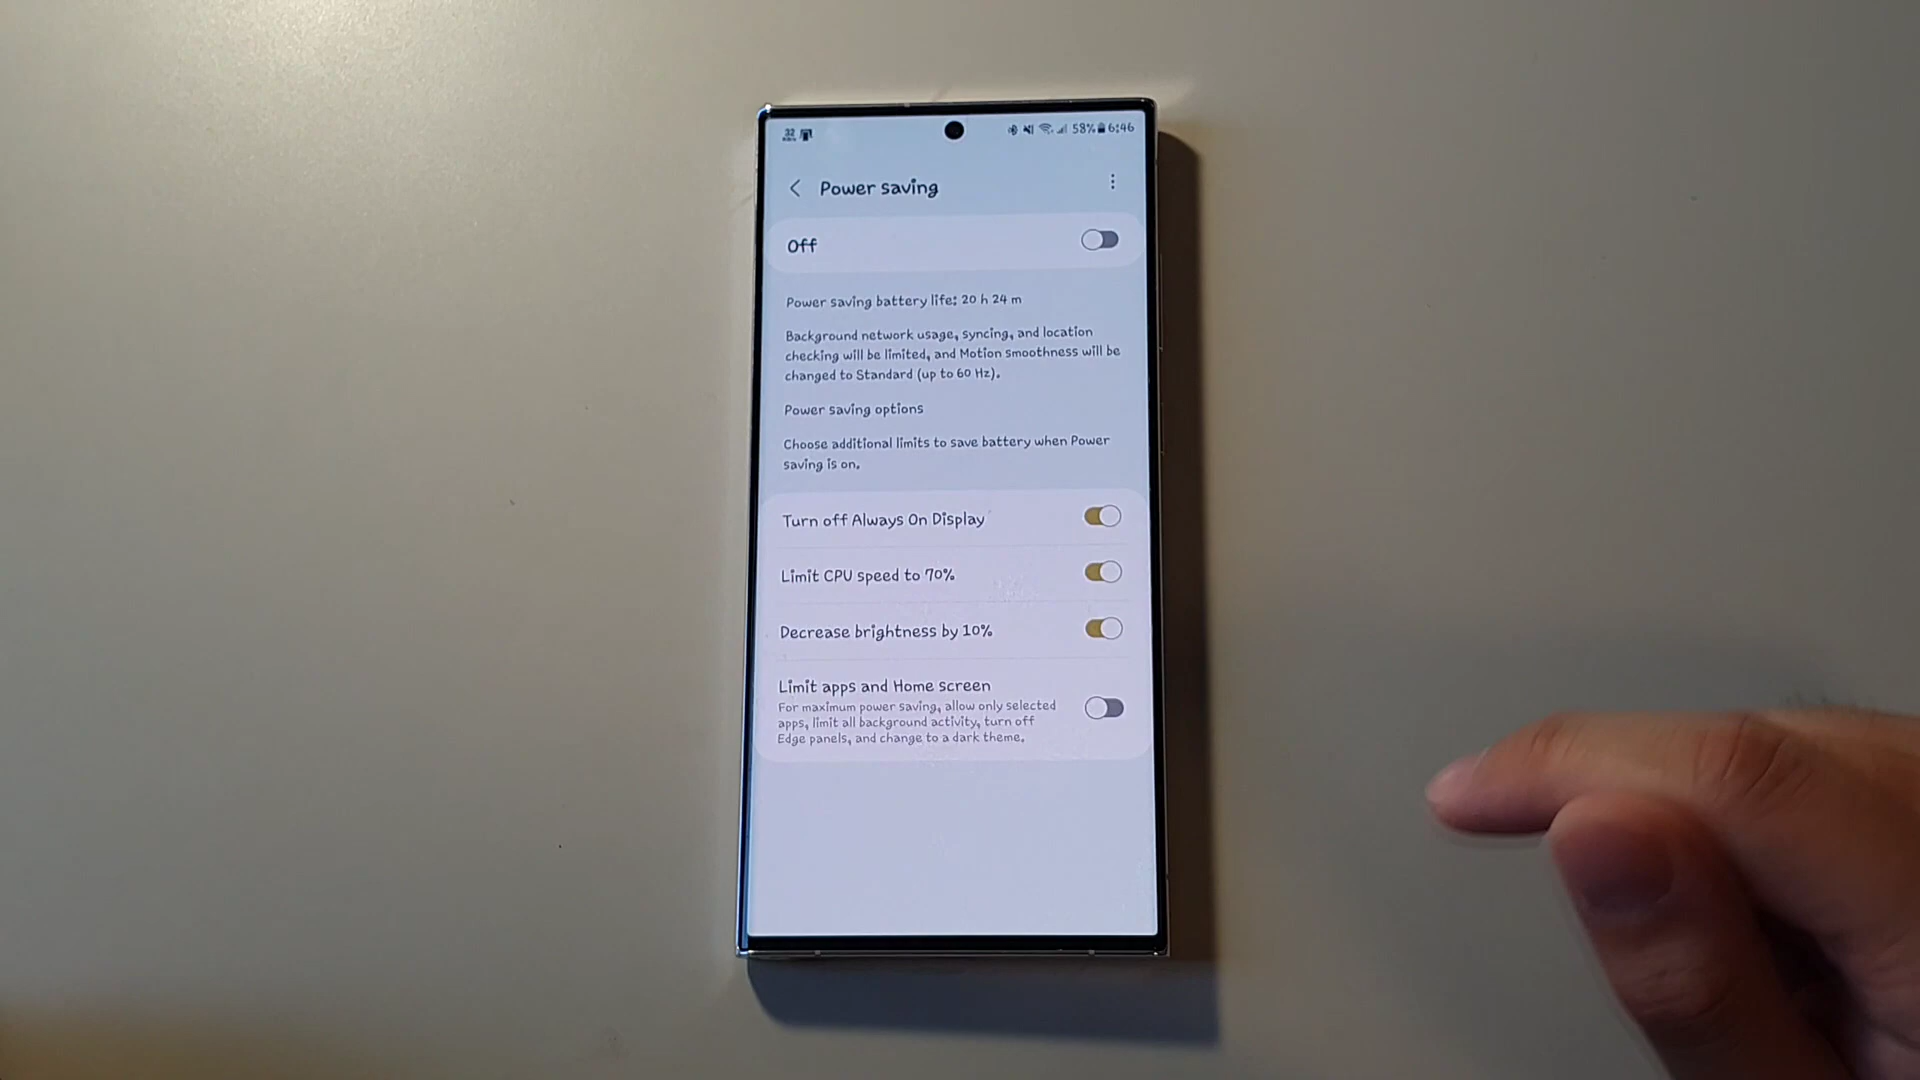 32
58% 6:46
Power saving
Off
Power saving battery life: 20 h 24 m
Background network usage, syncing, and location
checking will be limited, and Motion smoothness will be
changed to Standard (up to 60 Hz).
Power saving options
Choose additional limits to save battery when Power
saving is on.
Turn off Always On Display
Limit CPU speed to 70%
Decrease brightness by 10%
Limit apps and Home screen
For maximum power saving, allow only selected
apps, limit all background activity, turn off
Edge panels, and change to a dark theme.